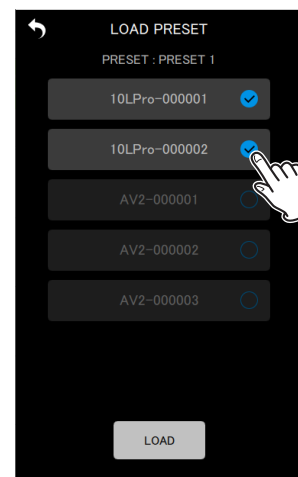 LOAD PRESET
PRESET : PRESET 1
10LPro-000001
10LPro-000002
AV2-000001
AV2-000002
AV2-000003
LOAD